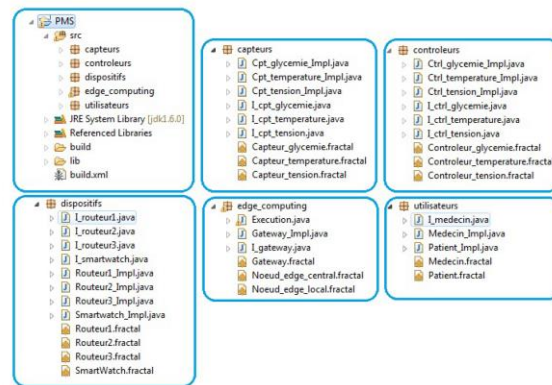 PMS
src
capteurs
controleurs
dispositifs
edge_computing
utilisateurs
JRE System Library [jdk1.6.0]
Referenced Libraries
build
lib
build.xml
capteurs
Cpt_glycemie_Impl.java
Cpt_temperature_Impl.java
Cpt_tension_Impl.java
I_cpt_glycemie.java
I_cpt_temperature.java
I_cpt_tension.java
Capteur_glycemie.fractal
Capteur_temperature.fractal
Capteur_tension.fractal
controleurs
Ctrl_glycemie_Impl.java
Ctrl_temperature_Impl.java
Ctrl_tension_Impl.java
I_ctrl_glycemie.java
I_ctrl_temperature.java
I_ctrl_tension.java
Controleur_glycemie.fractal
Controleur_temperature.fractal
Controleur_tension.fractal
dispositifs
I_routeur1.java
I_routeur2.java
I_routeur3.java
I_smartwatch.java
Routeur1_Impl.java
Routeur2_Impl.java
Routeur3_Impl.java
Smartwatch_Impl.java
Routeur1.fractal
Routeur2.fractal
Routeur3.fractal
SmartWatch.fractal
edge_computing
Execution.java
Gateway_Impl.java
I_gateway.java
Gateway.fractal
Noeud_edge_central.fractal
Noeud_edge_local.fractal
utilisateurs
I_medecin.java
Medecin_Impl.java
Patient_Impl.java
Medecin.fractal
Patient.fractal